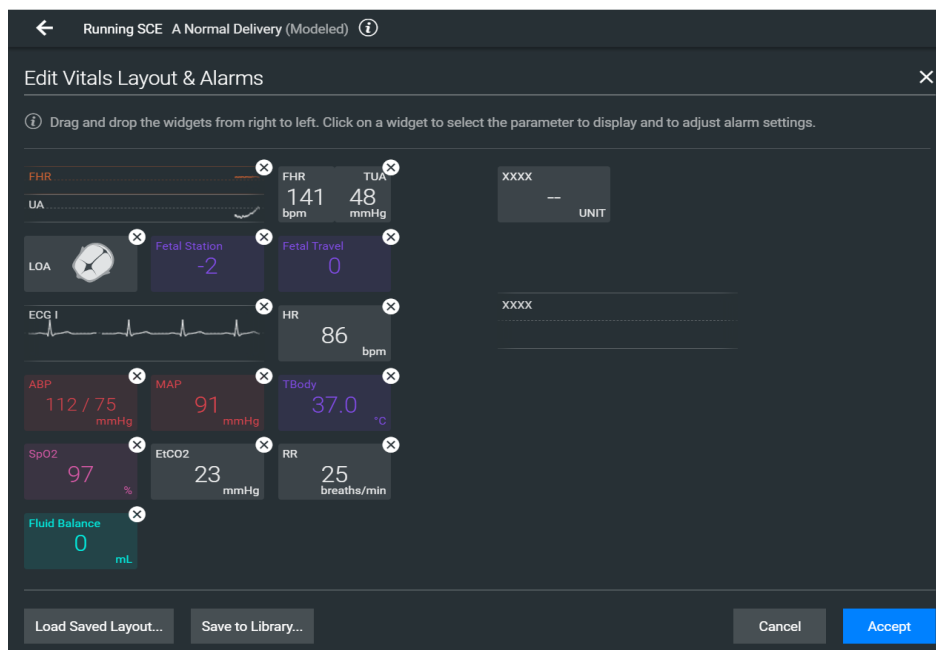 Running SCE A Normal Delivery (Modeled)
Edit Vitals Layout & Alarms
Drag and drop the widgets from right to left. Click on a widget to select the parameter to display and to adjust alarm settings.
FHR
UA
FHR TUA
141 48
bpm mmHg
XXXX
--
UNIT
LOA
Fetal Station
-2
Fetal Travel
0
ECG I
HR
86
bpm
XXXX
ABP
112 / 75
mmHg
MAP
91
mmHg
TBody
37.0
°C
SpO2
97
%
EtCO2
23
mmHg
RR
25
breaths/min
Fluid Balance
0
mL
Load Saved Layout... Save to Library... Cancel Accept